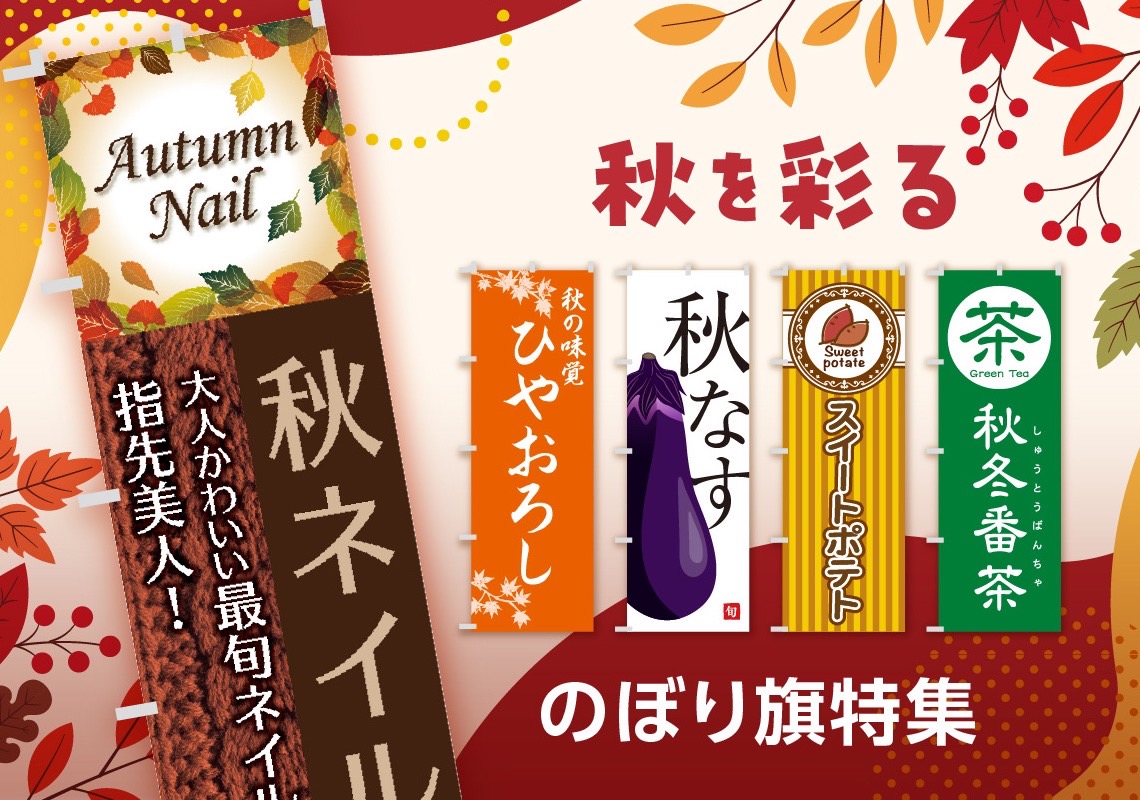 Autumn
Nail
秋ネイル
大人かわいい最旬ネイル
指先美人!
秋を彩る
秋の味覚
ひやおろし
秋なす
旬
Sweet
potate
スイートポテト
茶
Green Tea
秋冬番茶
しゅうとうばんちゃ
のぼり旗特集